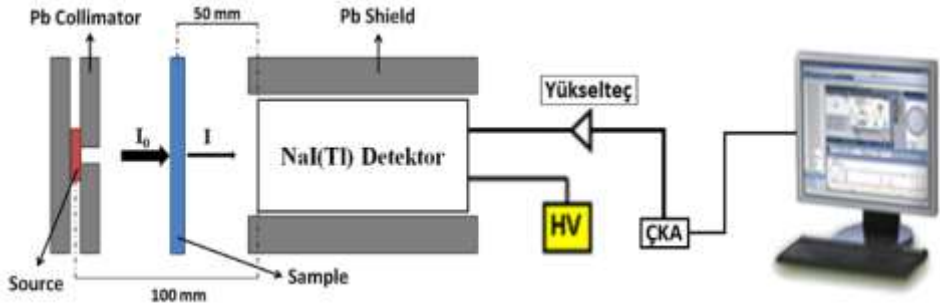 50 mm
Pb Collimator
Pb Shield
Yükselteç
I₀
I
NaI(Tl) Detektor
HV
ÇKA
Source
Sample
100 mm